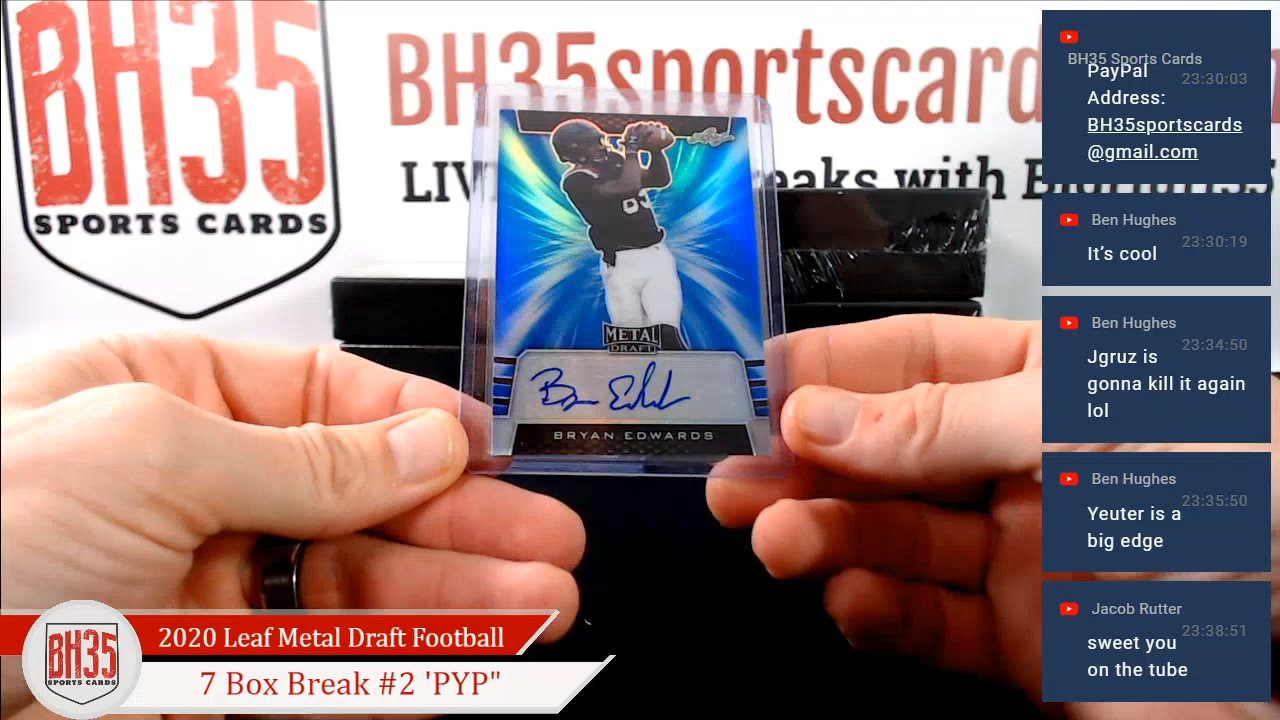 BH35
SPORTS CARDS
BH35sportscard
LIV
eaks with
METAL
DRAFT
BRYAN EDWARDS
BH35 Sports Cards
PayPal
23:30:03
Address:
BH35sportscards
@gmail.com
Ben Hughes
23:30:19
It's cool
Ben Hughes
23:34:50
Jgruz is
gonna kill it again
lol
Ben Hughes
23:35:50
Yeuter is a
big edge
Jacob Rutter
23:38:51
sweet you
on the tube
BH35
SPORTS CARDS
2020 Leaf Metal Draft Football
7 Box Break #2 'PYP"